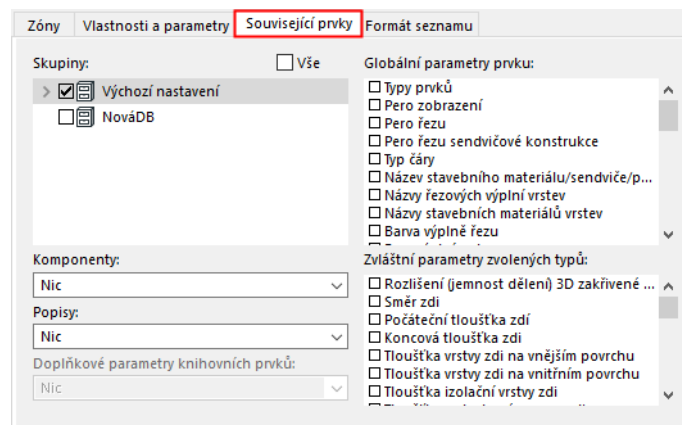 Zóny
Vlastnosti a parametry
Související prvky
Formát seznamu
Skupiny:
Vše
Výchozí nastavení
NováDB
Komponenty:
Nic
Popisy:
Nic
Doplňkové parametry knihovních prvků:
Nic
Globální parametry prvku:
Typy prvků
Pero zobrazení
Pero řezu
Pero řezu sendvičové konstrukce
Typ čáry
Název stavebního materiálu/sendviče/p...
Názvy řezových výplní vrstev
Názvy stavebních materiálů vrstev
Barva výplně řezu
Zvláštní parametry zvolených typů:
Rozlišení (jemnost dělení) 3D zakřivené ...
Směr zdi
Počáteční tloušťka zdí
Koncová tloušťka zdi
Tloušťka vrstvy zdi na vnějším povrchu
Tloušťka vrstvy zdi na vnitřním povrchu
Tloušťka izolační vrstvy zdi